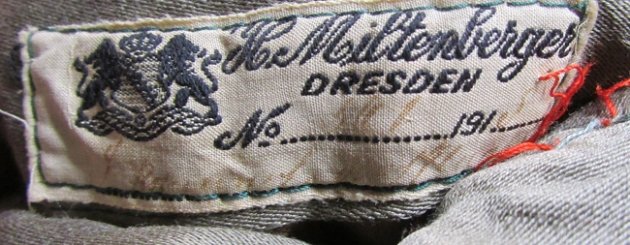 H. Miltenberger
DRESDEN
No..................191......